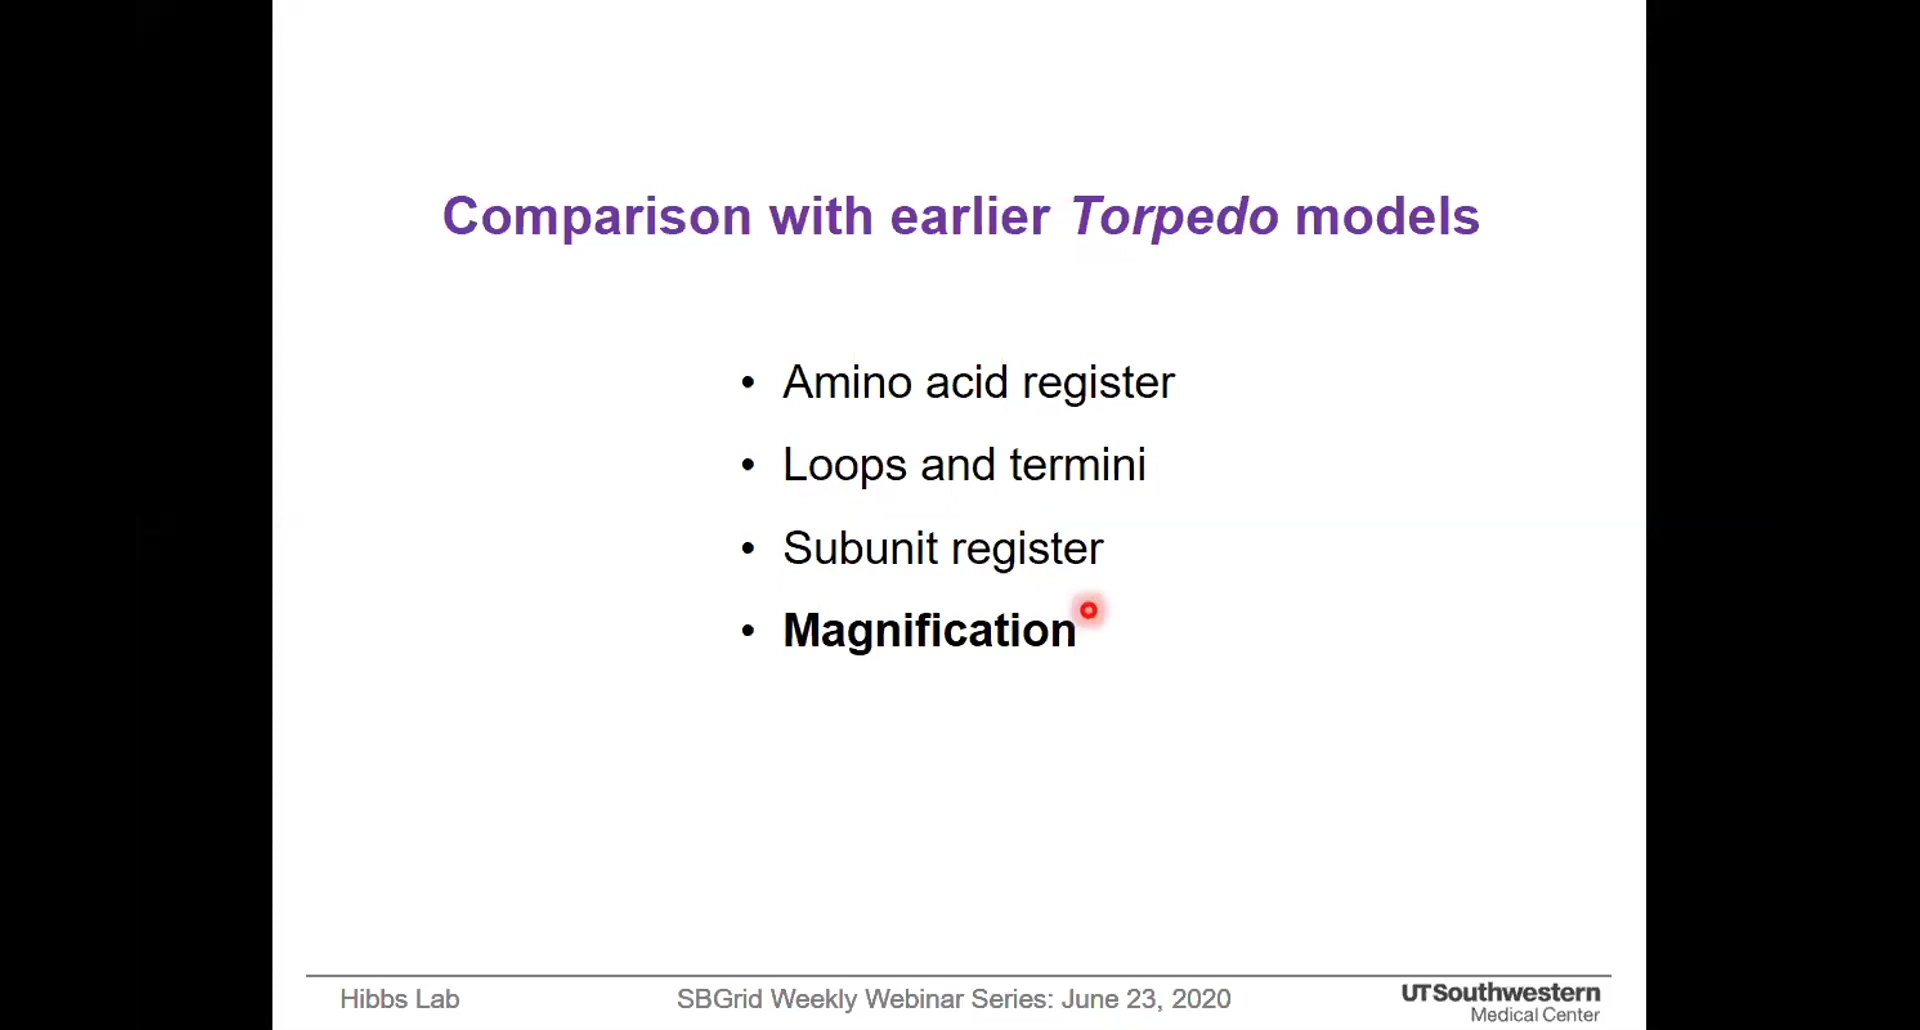 Comparison with earlier Torpedo models
• Amino acid register
• Loops and termini
• Subunit register
• Magnification
Hibbs Lab
SBGrid Weekly Webinar Series: June 23, 2020
UTSouthwestern
Medical Center